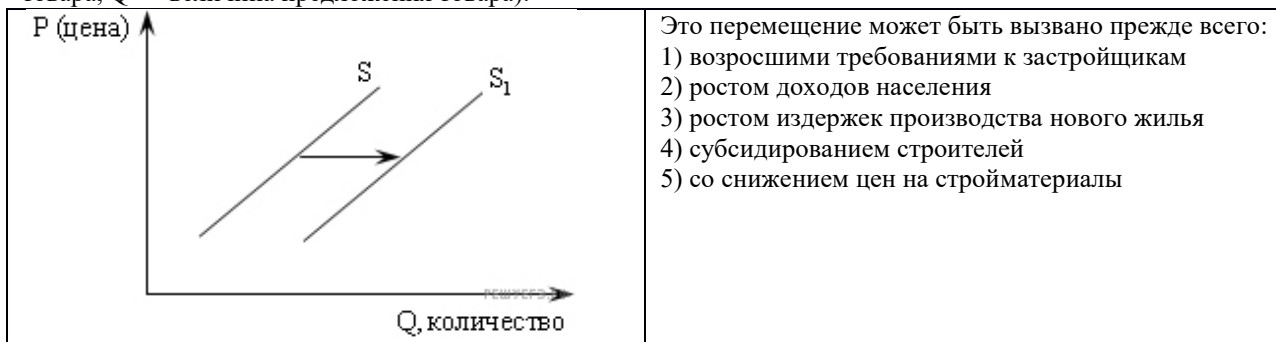 P (цена)
S
S₁
Q, количество
Это перемещение может быть вызвано прежде всего:
1) возросшими требованиями к застройщикам
2) ростом доходов населения
3) ростом издержек производства нового жилья
4) субсидированием строителей
5) со снижением цен на стройматериалы